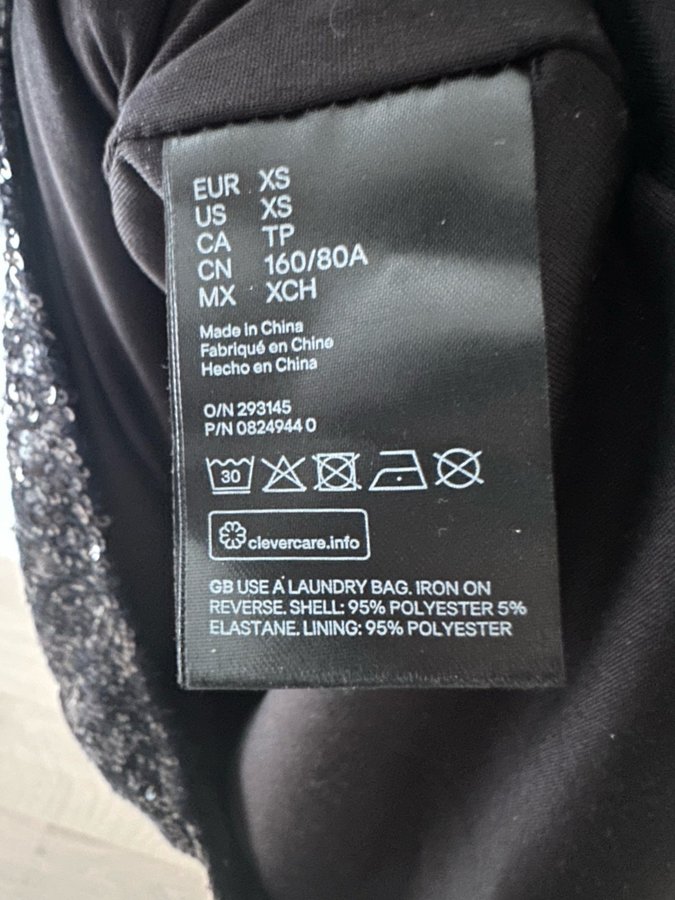 EUR XS
US XS
CA TP
CN 160/80A
MX XCH
Made in China
Fabriqué en Chine
Hecho en China
O/N 293145
P/N 0824944 0
30
clevercare.info
GB USE A LAUNDRY BAG. IRON ON
REVERSE. SHELL: 95% POLYESTER 5%
ELASTANE. LINING: 95% POLYESTER